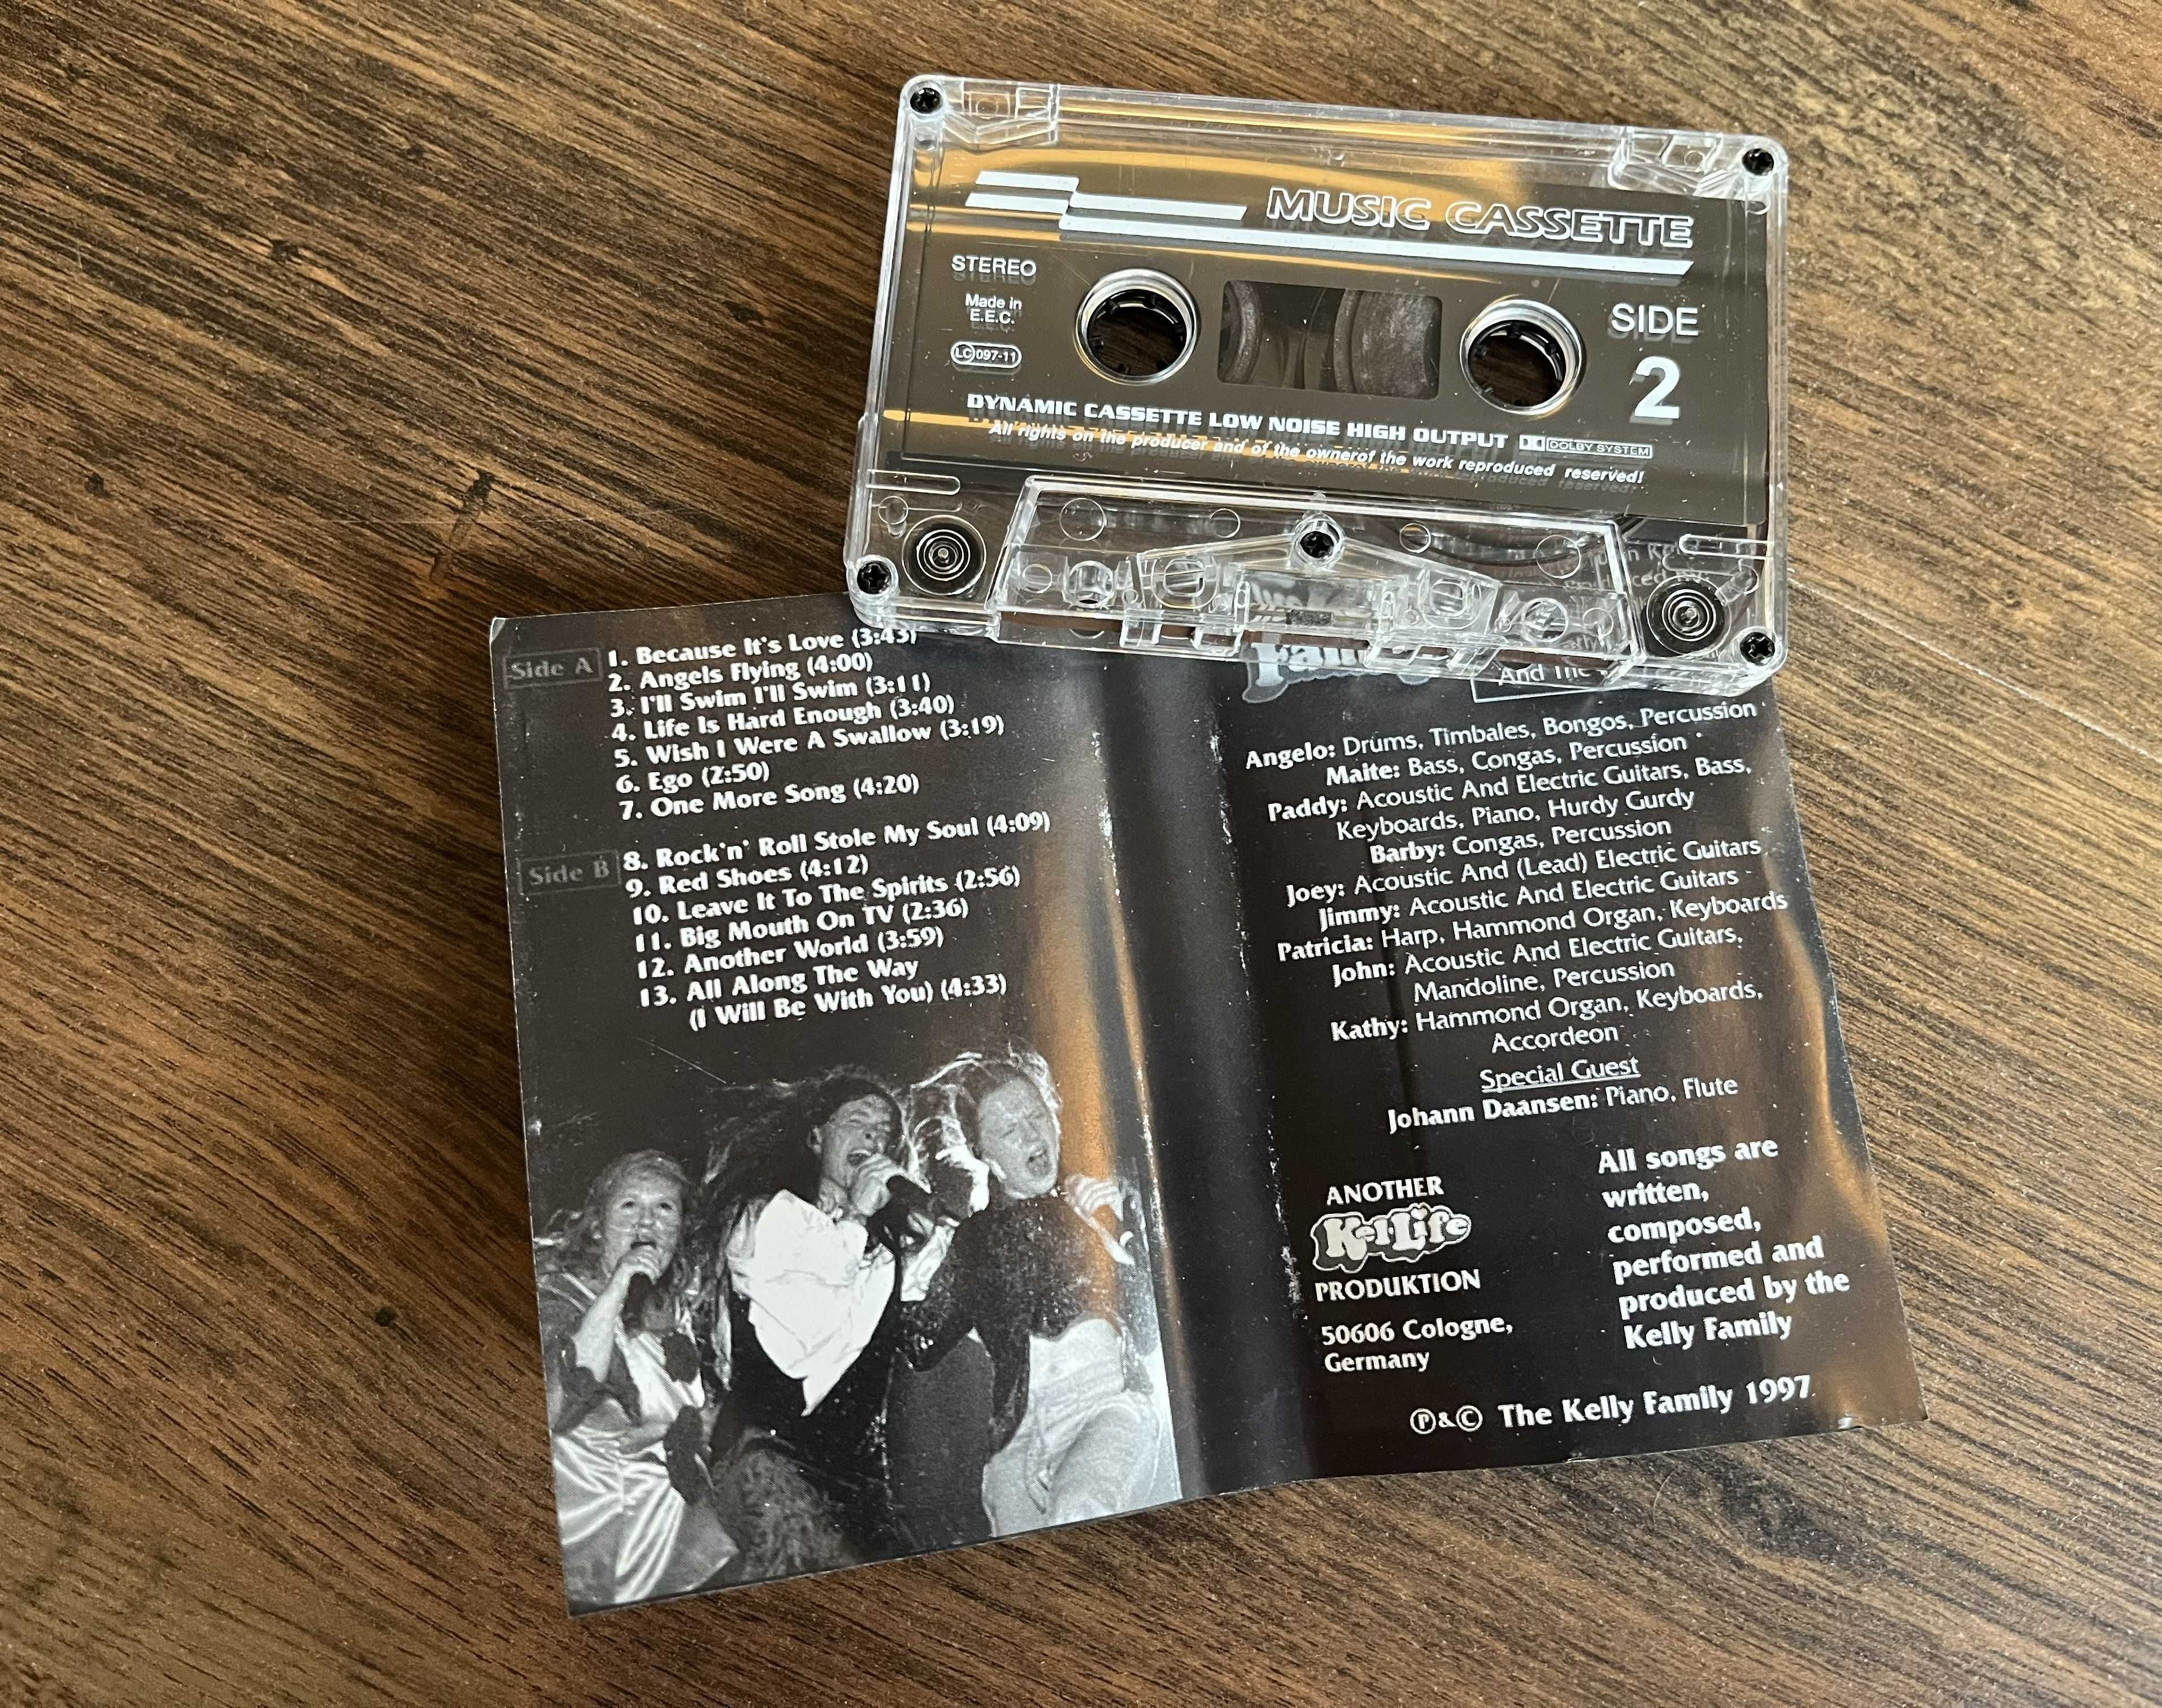 MUSIC CASSETTE
STEREO
Made in
E.E.C.
LC 097-11
SIDE
2
DYNAMIC CASSETTE LOW NOISE HIGH OUTPUT DOLBY SYSTEM
All rights on the producer and of the ownerof the work reproduced reserved!
Side A
1. Because It's Love (3:43)
2. Angels Flying (4:00)
3. I'll Swim I'll Swim (3:11)
4. Life Is Hard Enough (3:40)
5. Wish I Were A Swallow (3:19)
6. Ego (2:50)
7. One More Song (4:20)
Side B
8. Rock'n' Roll Stole My Soul (4:09)
9. Red Shoes (4:12)
10. Leave It To The Spirits (2:56)
11. Big Mouth On TV (2:36)
12. Another World (3:59)
13. All Along The Way
(I Will Be With You) (4:33)
And The
Angelo: Drums, Timbales, Bongos, Percussion
Maite: Bass, Congas, Percussion
Paddy: Acoustic And Electric Guitars, Bass,
Keyboards, Piano, Hurdy Gurdy
Barby: Congas, Percussion
Joey: Acoustic And (Lead) Electric Guitars
Jimmy: Acoustic And Electric Guitars
Patricia: Harp, Hammond Organ, Keyboards
John: Acoustic And Electric Guitars,
Mandoline, Percussion
Kathy: Hammond Organ, Keyboards,
Accordeon
Special Guest
Johann Daansen: Piano, Flute
ANOTHER
Kel-Life
PRODUKTION
50606 Cologne,
Germany
All songs are
written,
composed,
performed and
produced by the
Kelly Family
℗ & © The Kelly Family 1997